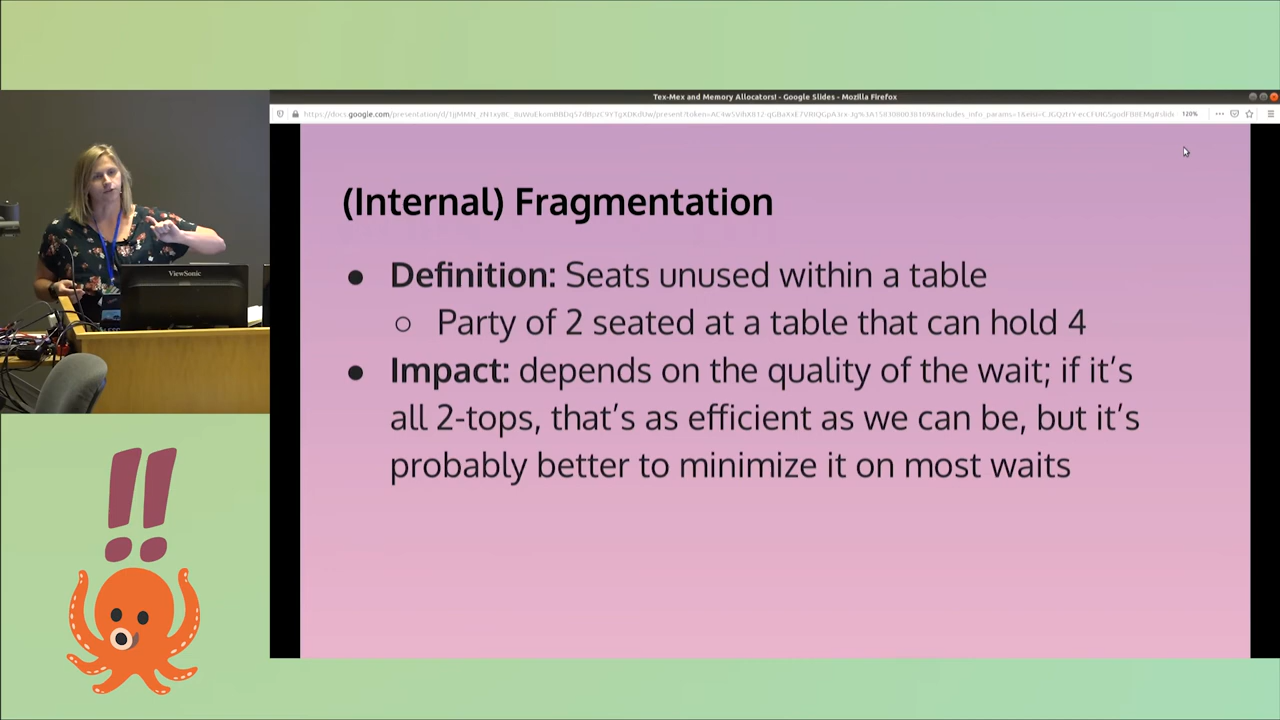 Tex-Mex and Memory Allocators! - Google Slides - Mozilla Firefox
120%
(Internal) Fragmentation
● Definition: Seats unused within a table
○ Party of 2 seated at a table that can hold 4
● Impact: depends on the quality of the wait; if it's
all 2-tops, that's as efficient as we can be, but it's
probably better to minimize it on most waits
ViewSonic
!!